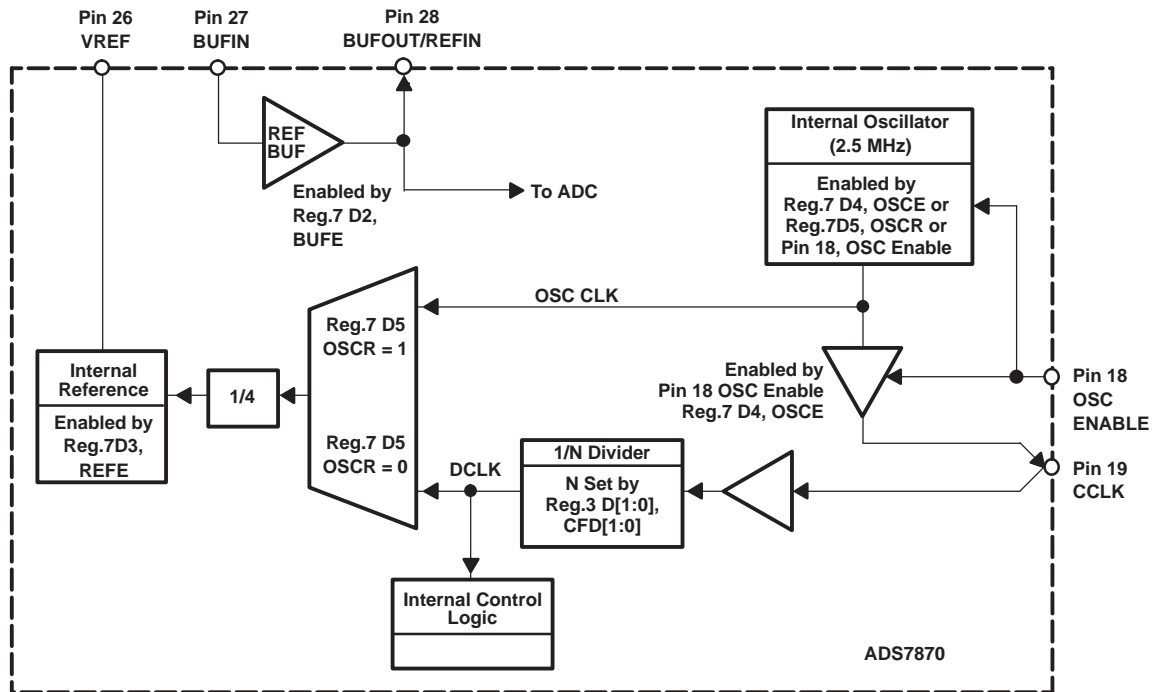 Pin 26
VREF
Pin 27
BUFIN
Pin 28
BUFOUT/REFIN
REF
BUF
Enabled by
Reg.7 D2,
BUFE
To ADC
Internal Oscillator
(2.5 MHz)
Enabled by
Reg.7 D4, OSCE or
Reg.7D5, OSCR or
Pin 18, OSC Enable
OSC CLK
Reg.7 D5
OSCR = 1
Reg.7 D5
OSCR = 0
Internal
Reference
Enabled by
Reg.7D3,
REFE
1/4
Enabled by
Pin 18 OSC Enable
Reg.7 D4, OSCE
Pin 18
OSC
ENABLE
Pin 19
CCLK
DCLK
1/N Divider
N Set by
Reg.3 D[1:0],
CFD[1:0]
Internal Control
Logic
ADS7870